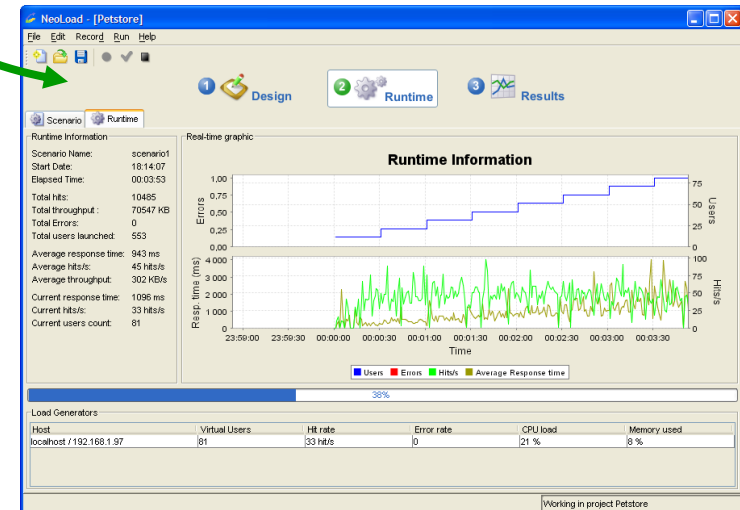 NeoLoad - [Petstore]
File Edit Record Run Help
1 Design 2 Runtime 3 Results
Scenario Runtime
Runtime Information
Scenario Name: scenario1
Start Date: 18:14:07
Elapsed Time: 00:03:53
Total hits: 10485
Total throughput : 70547 KB
Total Errors: 0
Total users launched: 553
Average response time: 943 ms
Average hits/s: 45 hits/s
Average throughput: 302 KB/s
Current response time: 1096 ms
Current hits/s: 33 hits/s
Current users count: 81
Real-time graphic
Runtime Information
Errors
1,00
0,75
0,50
0,25
0,00
75
50
25
0
Users
Resp. time (ms)
4 000
3 000
2 000
1 000
0
100
75
50
25
0
Hits/s
23:59:00 23:59:30 00:00:00 00:00:30 00:01:00 00:01:30 00:02:00 00:02:30 00:03:00 00:03:30
Time
Users Errors Hits/s Average Response time
38%
Load Generators
Host Virtual Users Hit rate Error rate CPU load Memory used
localhost / 192.168.1.97 81 33 hit/s 0 21 % 8 %
Working in project Petstore